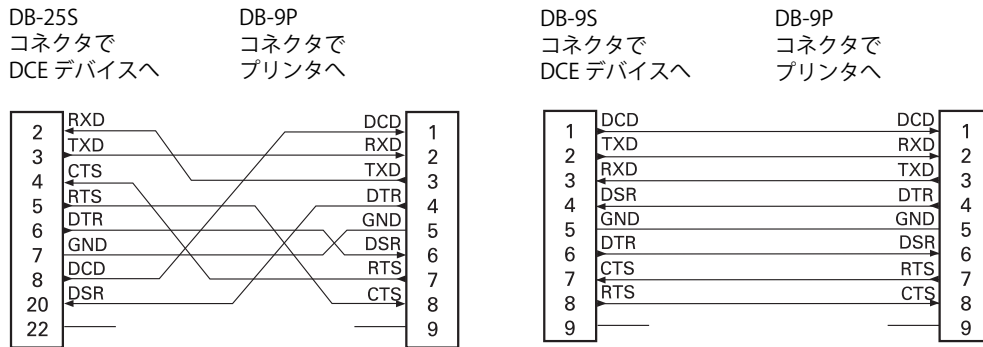 DB-25S
コネクタで
DCE デバイスへ
DB-9P
コネクタで
プリンタへ
2 RXD DCD 1
3 TXD RXD 2
4 CTS TXD 3
5 RTS DTR 4
6 DTR GND 5
7 GND DSR 6
8 DCD RTS 7
20 DSR CTS 8
22 9
DB-9S
コネクタで
DCE デバイスへ
DB-9P
コネクタで
プリンタへ
1 DCD DCD 1
2 TXD RXD 2
3 RXD TXD 3
4 DSR DTR 4
5 GND GND 5
6 DTR DSR 6
7 CTS RTS 7
8 RTS CTS 8
9 9